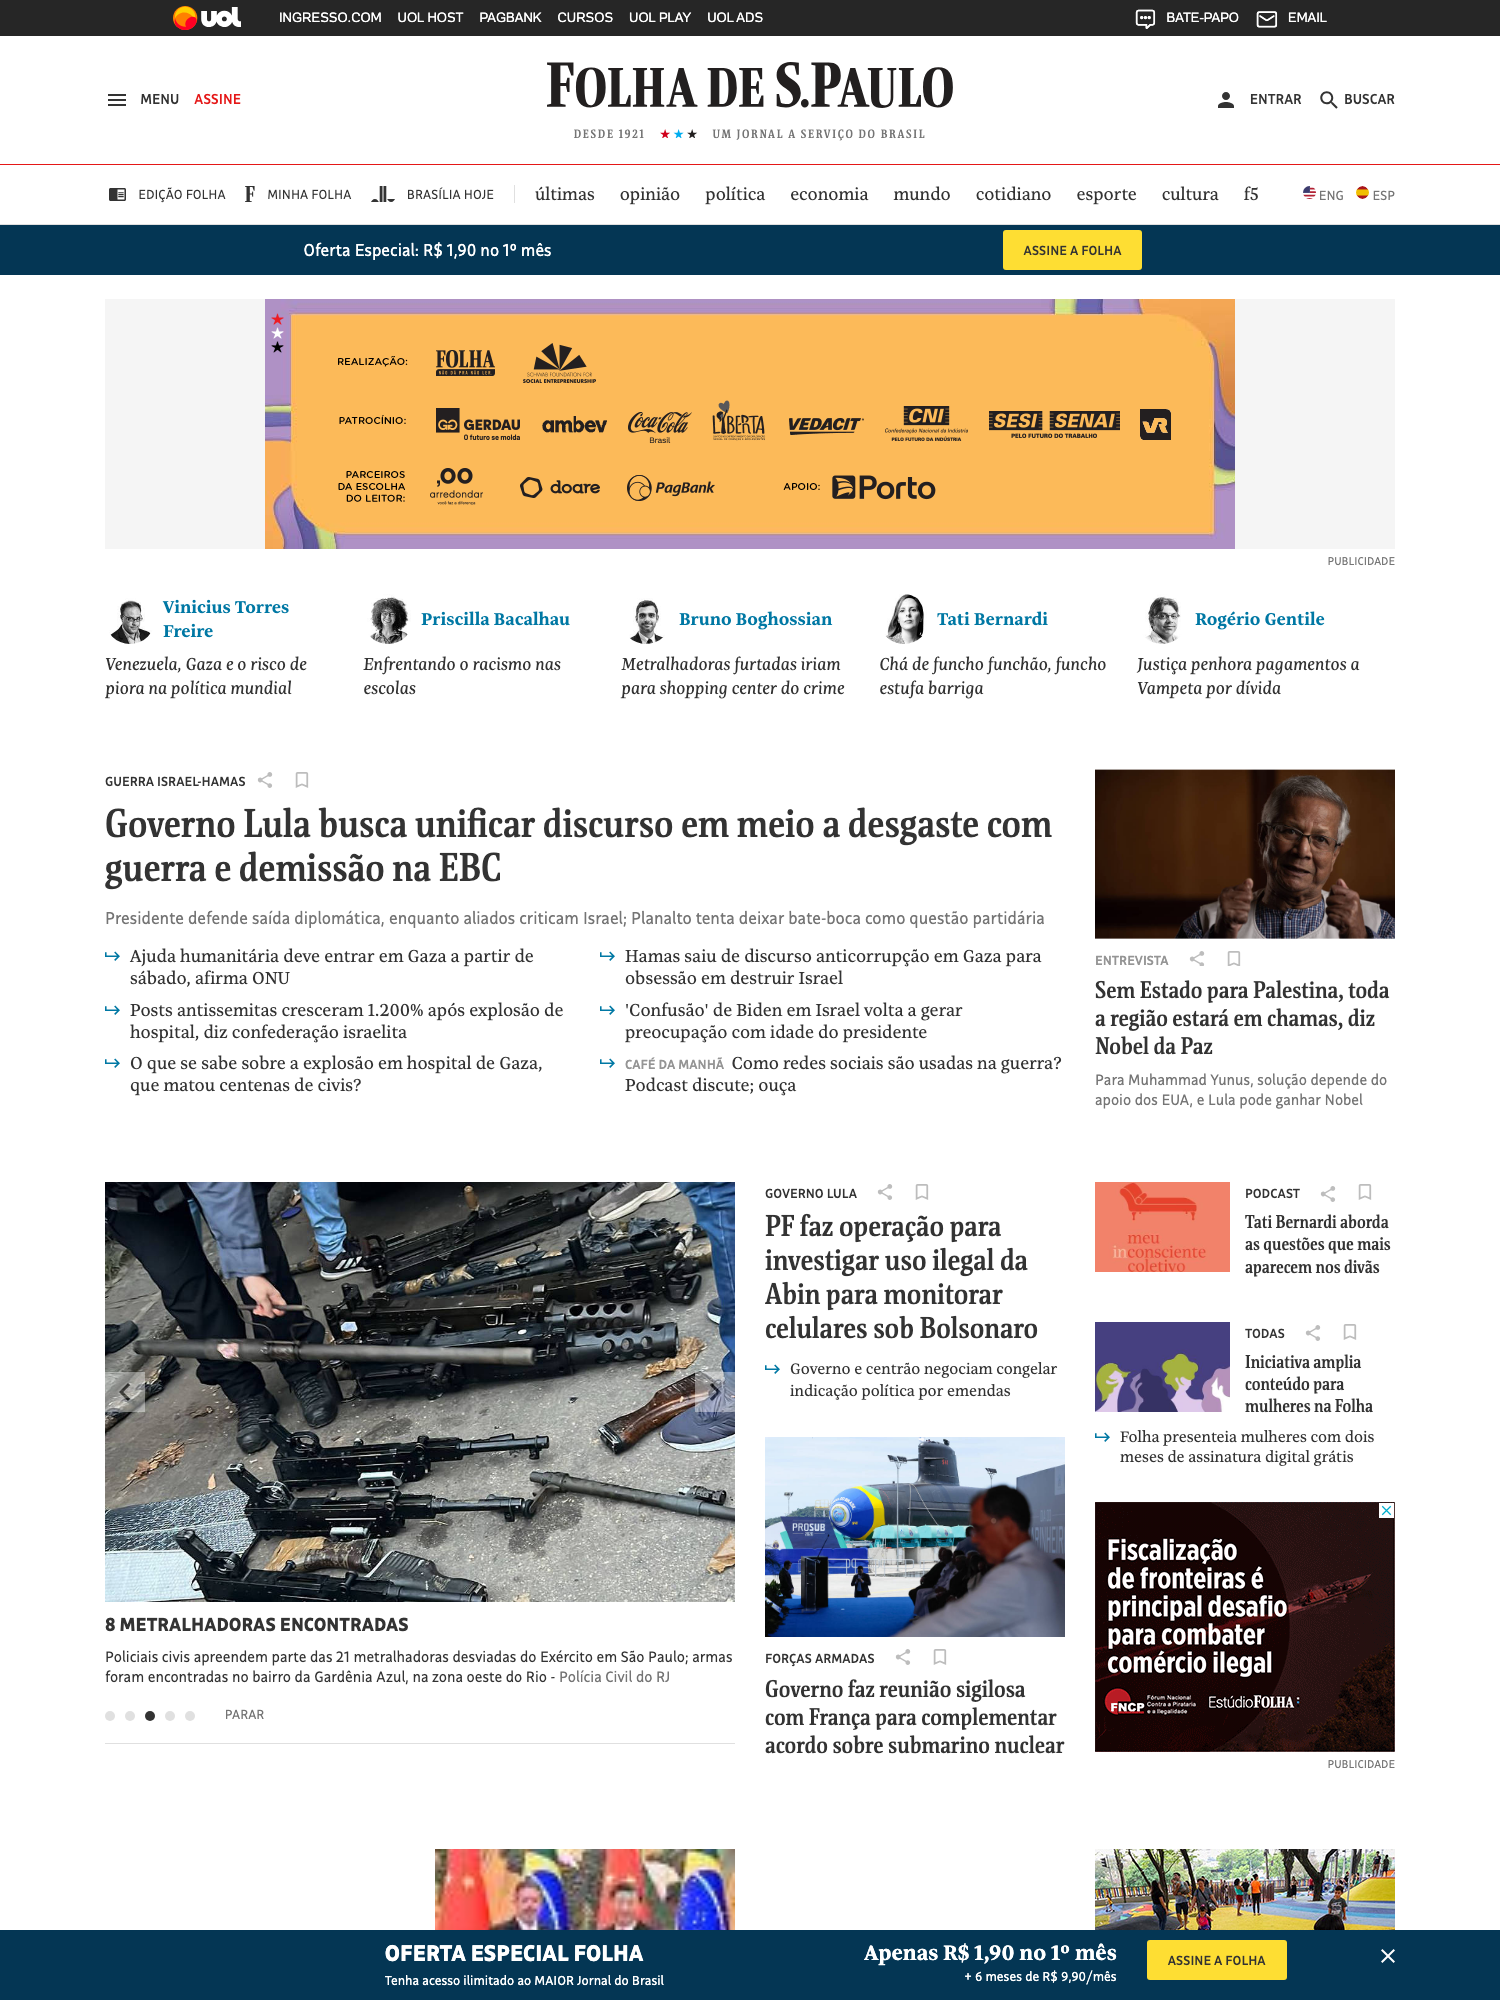 uol INGRESSO.COM UOL HOST PAGBANK CURSOS UOL PLAY UOL ADS BATE-PAPO EMAIL
MENU ASSINE
FOLHA DE S.PAULO
DESDE 1921 ★★★ UM JORNAL A SERVIÇO DO BRASIL
ENTRAR BUSCAR
EDIÇÃO FOLHA F MINHA FOLHA BRASÍLIA HOJE últimas opinião política economia mundo cotidiano esporte cultura f5 ENG ESP
Oferta Especial: R$ 1,90 no 1º mês ASSINE A FOLHA
REALIZAÇÃO: FOLHA
NÃO DÁ PRA NÃO LER
SCHWAB FOUNDATION FOR
SOCIAL ENTREPRENEURSHIP
PATROCÍNIO: GERDAU
O futuro se molda
ambev
Coca-Cola
Brasil
LIBERTA
VEDACIT
CNI
Confederação Nacional da Indústria
PELO FUTURO DA INDÚSTRIA
SESI SENAI
PELO FUTURO DO TRABALHO
VR
PARCEIROS
DA ESCOLHA
DO LEITOR:
,00
arredondar
você faz a diferença
doare
PagBank
APOIO: Porto
PUBLICIDADE
Vinicius Torres
Freire
Venezuela, Gaza e o risco de
piora na política mundial
Priscilla Bacalhau
Enfrentando o racismo nas
escolas
Bruno Boghossian
Metralhadoras furtadas iriam
para shopping center do crime
Tati Bernardi
Chá de funcho funchão, funcho
estufa barriga
Rogério Gentile
Justiça penhora pagamentos a
Vampeta por dívida
GUERRA ISRAEL-HAMAS
Governo Lula busca unificar discurso em meio a desgaste com
guerra e demissão na EBC
Presidente defende saída diplomática, enquanto aliados criticam Israel; Planalto tenta deixar bate-boca como questão partidária
Ajuda humanitária deve entrar em Gaza a partir de
sábado, afirma ONU
Posts antissemitas cresceram 1.200% após explosão de
hospital, diz confederação israelita
O que se sabe sobre a explosão em hospital de Gaza,
que matou centenas de civis?
Hamas saiu de discurso anticorrupção em Gaza para
obsessão em destruir Israel
'Confusão' de Biden em Israel volta a gerar
preocupação com idade do presidente
CAFÉ DA MANHÃ Como redes sociais são usadas na guerra?
Podcast discute; ouça
ENTREVISTA
Sem Estado para Palestina, toda
a região estará em chamas, diz
Nobel da Paz
Para Muhammad Yunus, solução depende do
apoio dos EUA, e Lula pode ganhar Nobel
8 METRALHADORAS ENCONTRADAS
Policiais civis apreendem parte das 21 metralhadoras desviadas do Exército em São Paulo; armas
foram encontradas no bairro da Gardênia Azul, na zona oeste do Rio - Polícia Civil do RJ
PARAR
GOVERNO LULA
PF faz operação para
investigar uso ilegal da
Abin para monitorar
celulares sob Bolsonaro
Governo e centrão negociam congelar
indicação política por emendas
PROSUB
FORÇAS ARMADAS
Governo faz reunião sigilosa
com França para complementar
acordo sobre submarino nuclear
meu
inconsciente
coletivo
PODCAST
Tati Bernardi aborda
as questões que mais
aparecem nos divãs
TODAS
Iniciativa amplia
conteúdo para
mulheres na Folha
Folha presenteia mulheres com dois
meses de assinatura digital grátis
Fiscalização
de fronteiras é
principal desafio
para combater
comércio ilegal
FNCP
Fórum Nacional
Contra a Pirataria
e a Ilegalidade
EstúdioFOLHA
PUBLICIDADE
OFERTA ESPECIAL FOLHA
Tenha acesso ilimitado ao MAIOR Jornal do Brasil
Apenas R$ 1,90 no 1º mês
+ 6 meses de R$ 9,90/mês
ASSINE A FOLHA